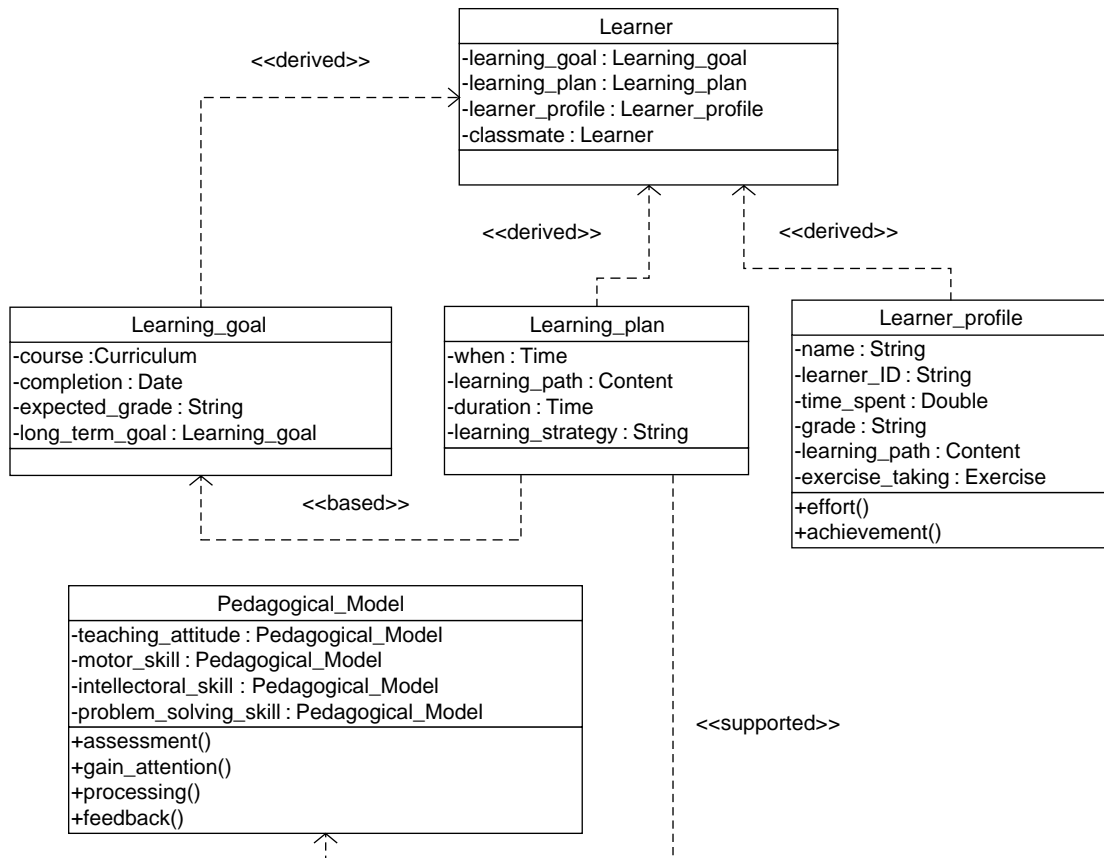 Learner
-learning_goal : Learning_goal
-learning_plan : Learning_plan
-learner_profile : Learner_profile
-classmate : Learner
<<derived>>
<<derived>>
<<derived>>
Learning_goal
-course :Curriculum
-completion : Date
-expected_grade : String
-long_term_goal : Learning_goal
Learning_plan
-when : Time
-learning_path : Content
-duration : Time
-learning_strategy : String
Learner_profile
-name : String
-learner_ID : String
-time_spent : Double
-grade : String
-learning_path : Content
-exercise_taking : Exercise
+effort()
+achievement()
<<based>>
Pedagogical_Model
-teaching_attitude : Pedagogical_Model
-motor_skill : Pedagogical_Model
-intellectoral_skill : Pedagogical_Model
-problem_solving_skill : Pedagogical_Model
+assessment()
+gain_attention()
+processing()
+feedback()
<<supported>>